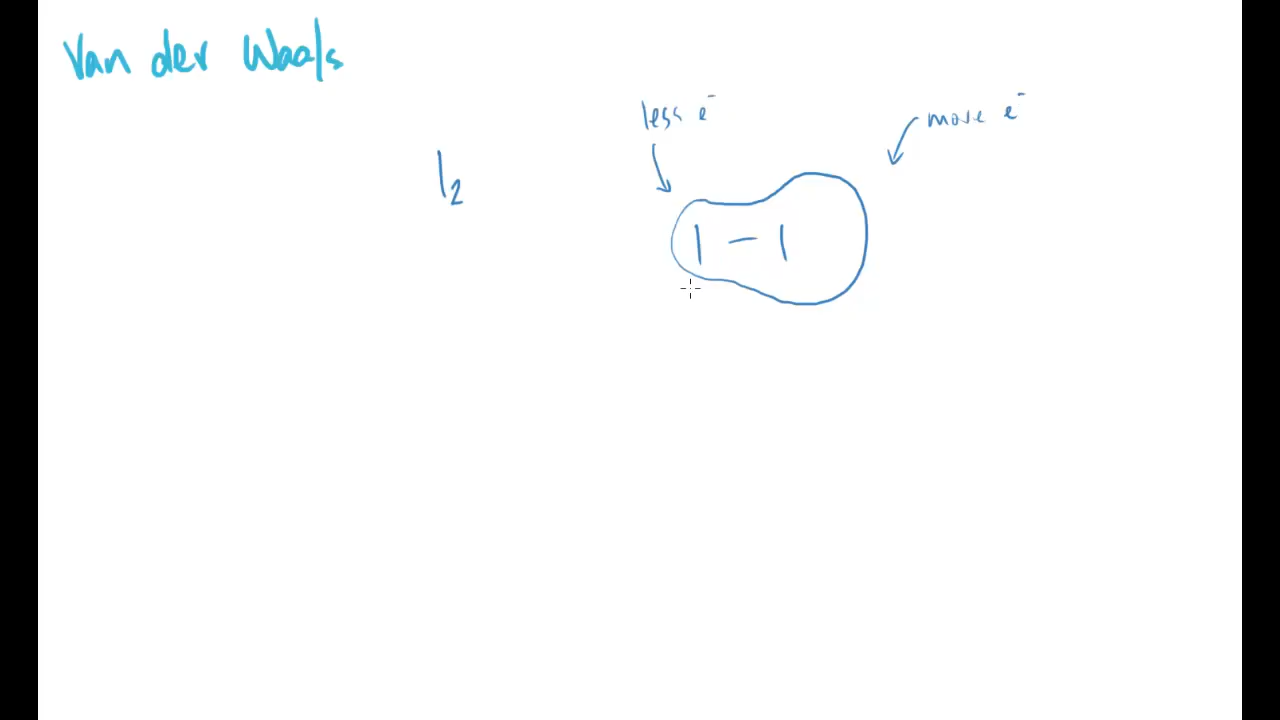 Van der Waals
less e⁻
more e⁻
I₂
I – I